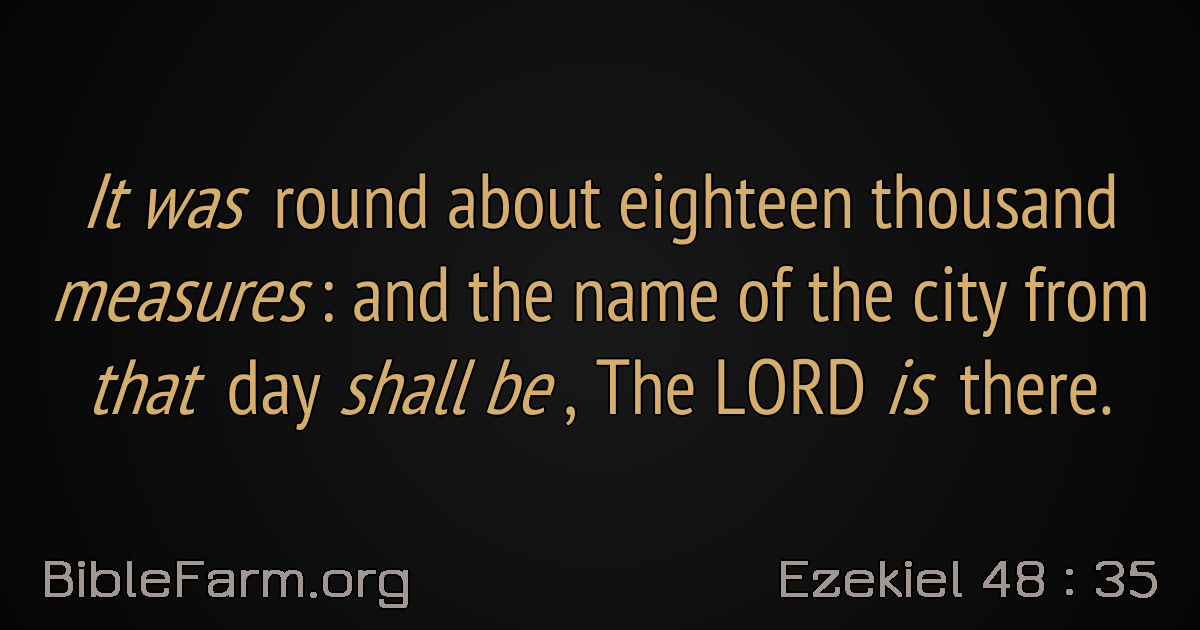 It was round about eighteen thousand
measures: and the name of the city from
that day shall be, The LORD is there.
BibleFarm.org
Ezekiel 48 : 35